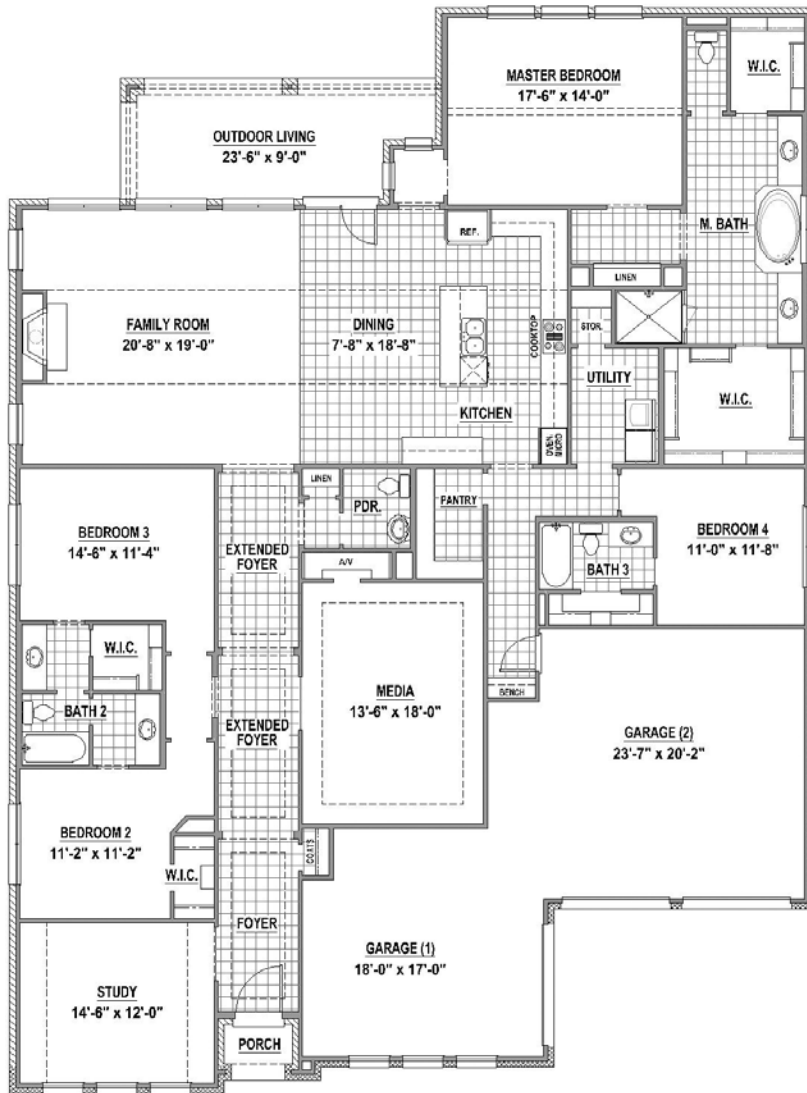 MASTER BEDROOM
17'-6" x 14'-0"
W.I.C.
OUTDOOR LIVING
23'-6" x 9'-0"
M. BATH
REF.
LINEN
FAMILY ROOM
20'-8" x 19'-0"
DINING
7'-8" x 18'-8"
COOKTOP
STOR.
UTILITY
W.I.C.
KITCHEN
OVEN
MICRO
LINEN
PDR.
PANTRY
BEDROOM 3
14'-6" x 11'-4"
EXTENDED
FOYER
BEDROOM 4
11'-0" x 11'-8"
A/V
BATH 3
W.I.C.
MEDIA
13'-6" x 18'-0"
BENCH
BATH 2
EXTENDED
FOYER
GARAGE (2)
23'-7" x 20'-2"
BEDROOM 2
11'-2" x 11'-2"
W.I.C.
COATS
FOYER
GARAGE (1)
18'-0" x 17'-0"
STUDY
14'-6" x 12'-0"
PORCH